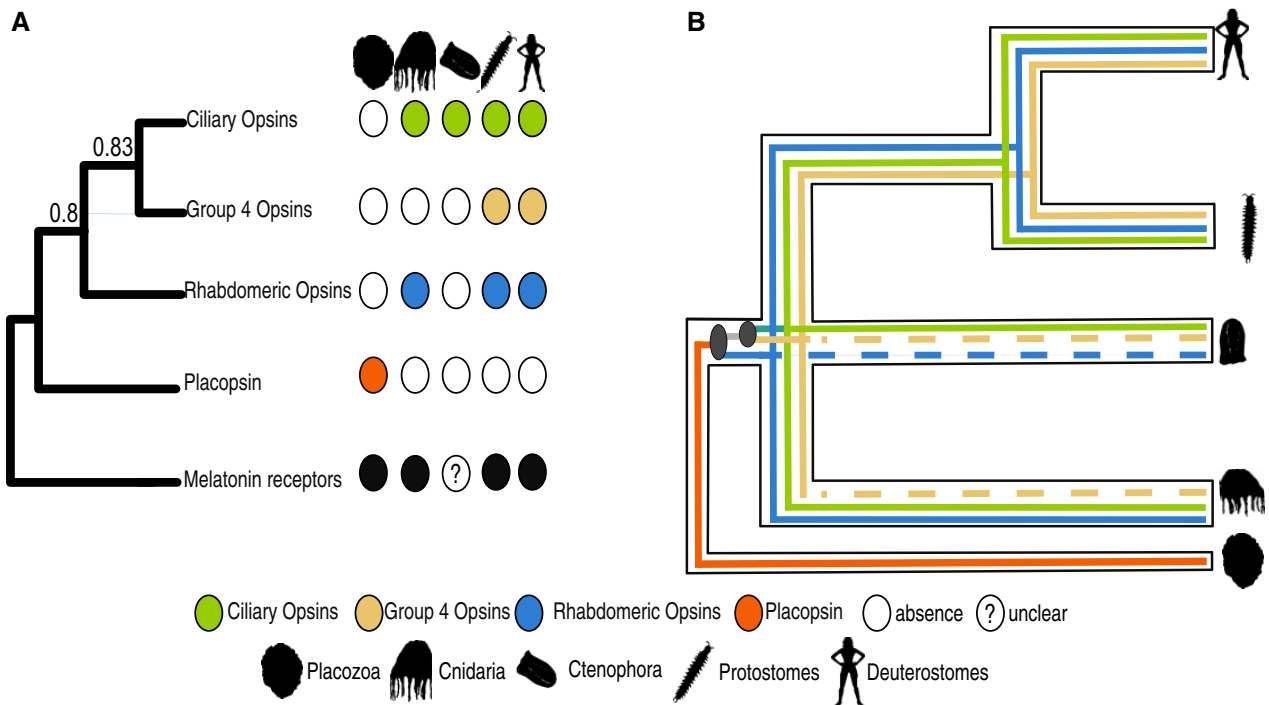 A
B
Ciliary Opsins
0.83
Group 4 Opsins
0.8
Rhabdomeric Opsins
Placopsin
Melatonin receptors
?
Ciliary Opsins Group 4 Opsins Rhabdomeric Opsins Placopsin absence ? unclear
Placozoa Cnidaria Ctenophora Protostomes Deuterostomes